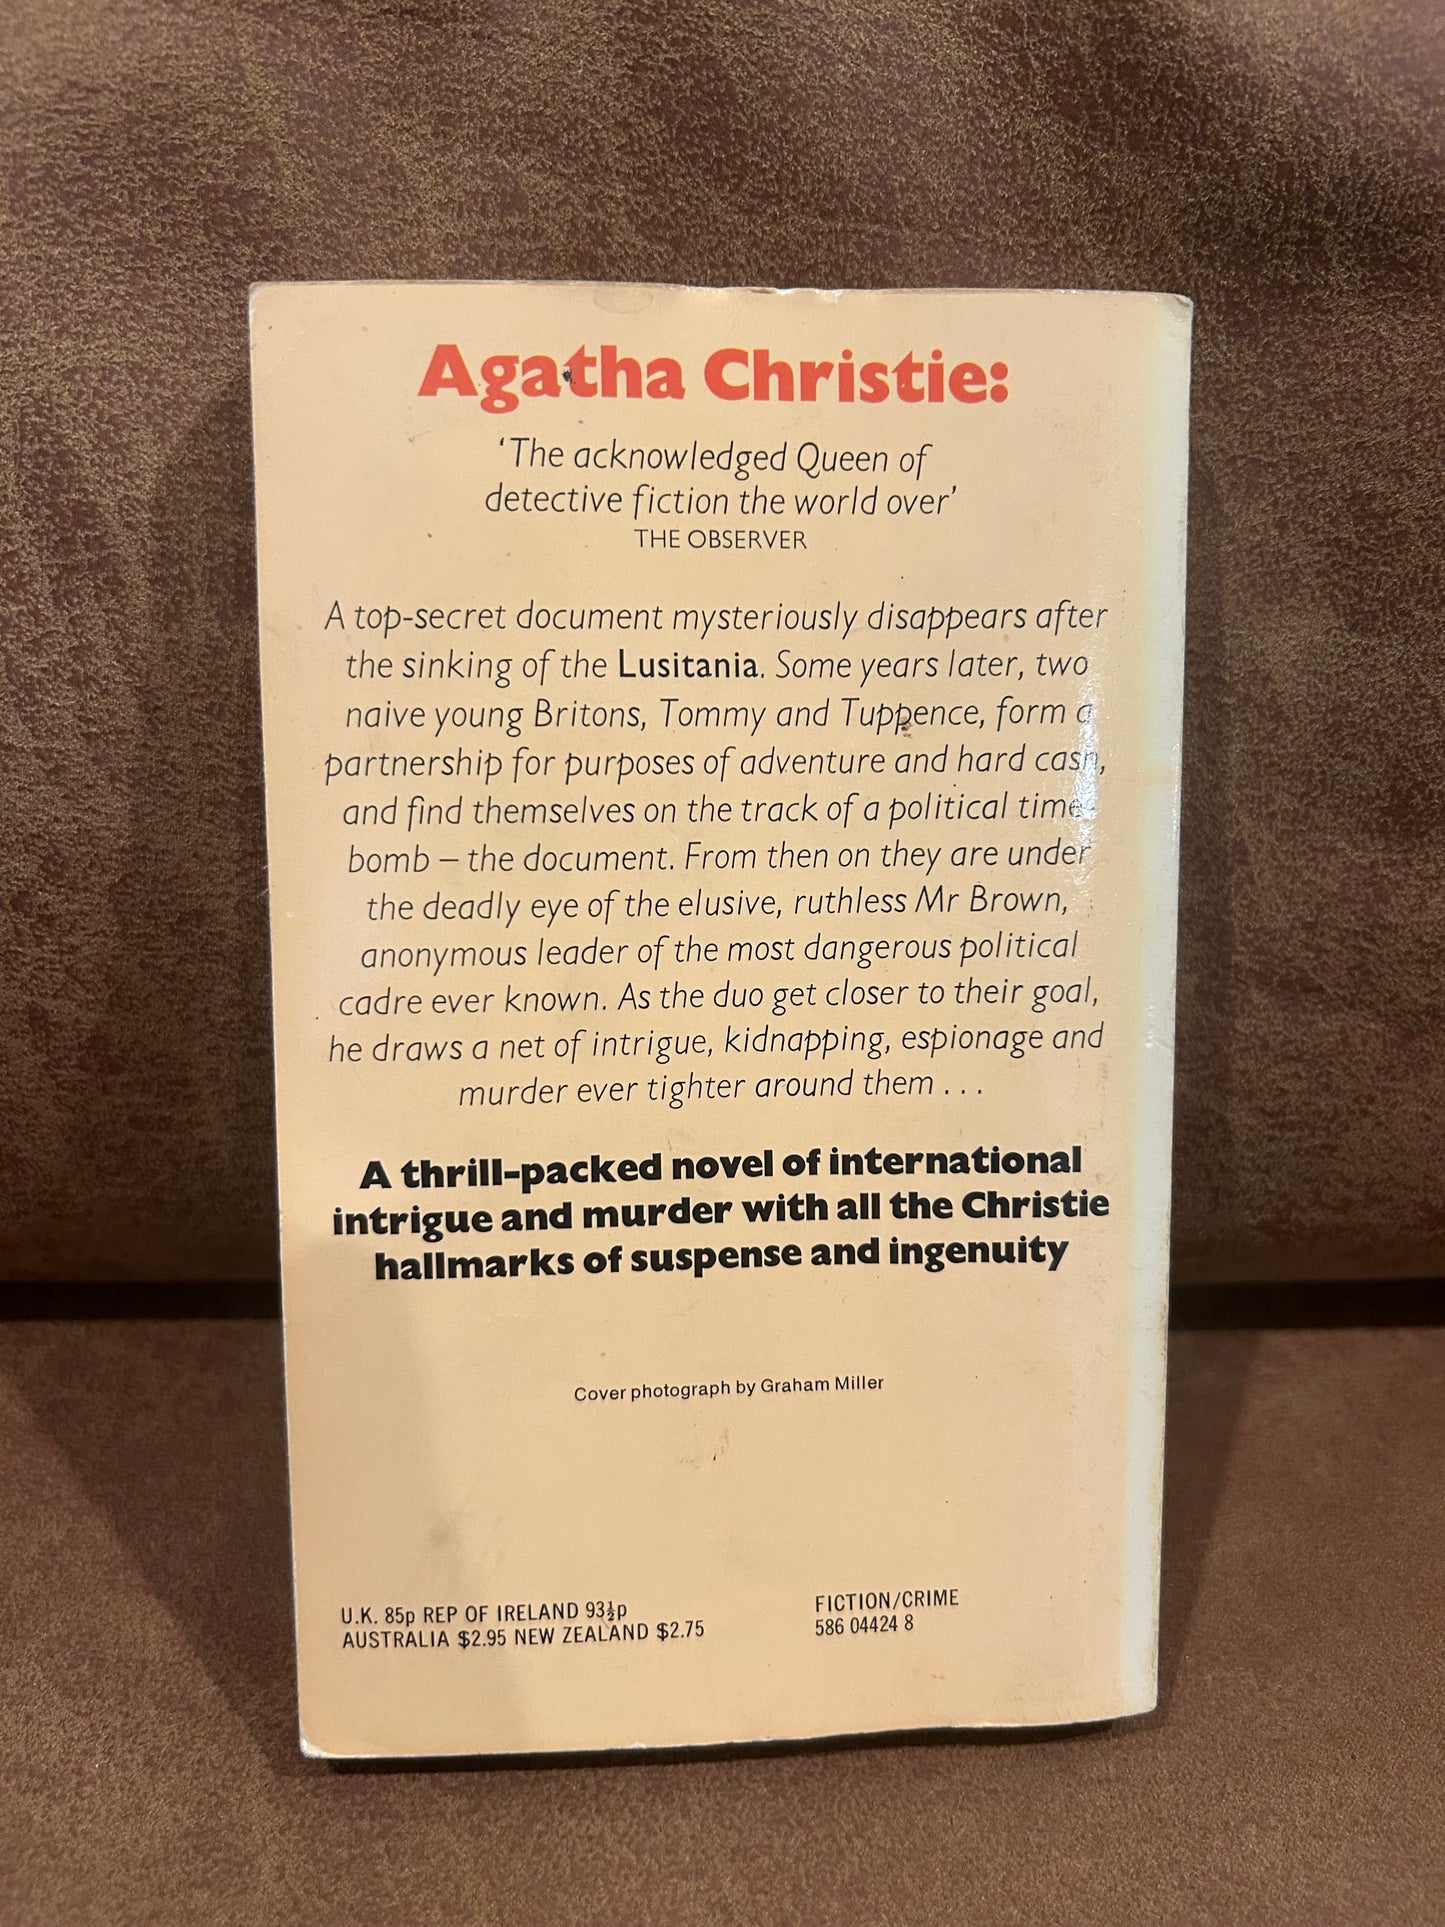 Agatha Christie:
‘The acknowledged Queen of
detective fiction the world over’
THE OBSERVER
A top-secret document mysteriously disappears after
the sinking of the Lusitania. Some years later, two
naive young Britons, Tommy and Tuppence, form a
partnership for purposes of adventure and hard cash,
and find themselves on the track of a political time-
bomb – the document. From then on they are under
the deadly eye of the elusive, ruthless Mr Brown,
anonymous leader of the most dangerous political
cadre ever known. As the duo get closer to their goal,
he draws a net of intrigue, kidnapping, espionage and
murder ever tighter around them . . .
A thrill-packed novel of international
intrigue and murder with all the Christie
hallmarks of suspense and ingenuity
Cover photograph by Graham Miller
U.K. 85p REP OF IRELAND 93½p
AUSTRALIA $2.95 NEW ZEALAND $2.75
FICTION/CRIME
586 04424 8